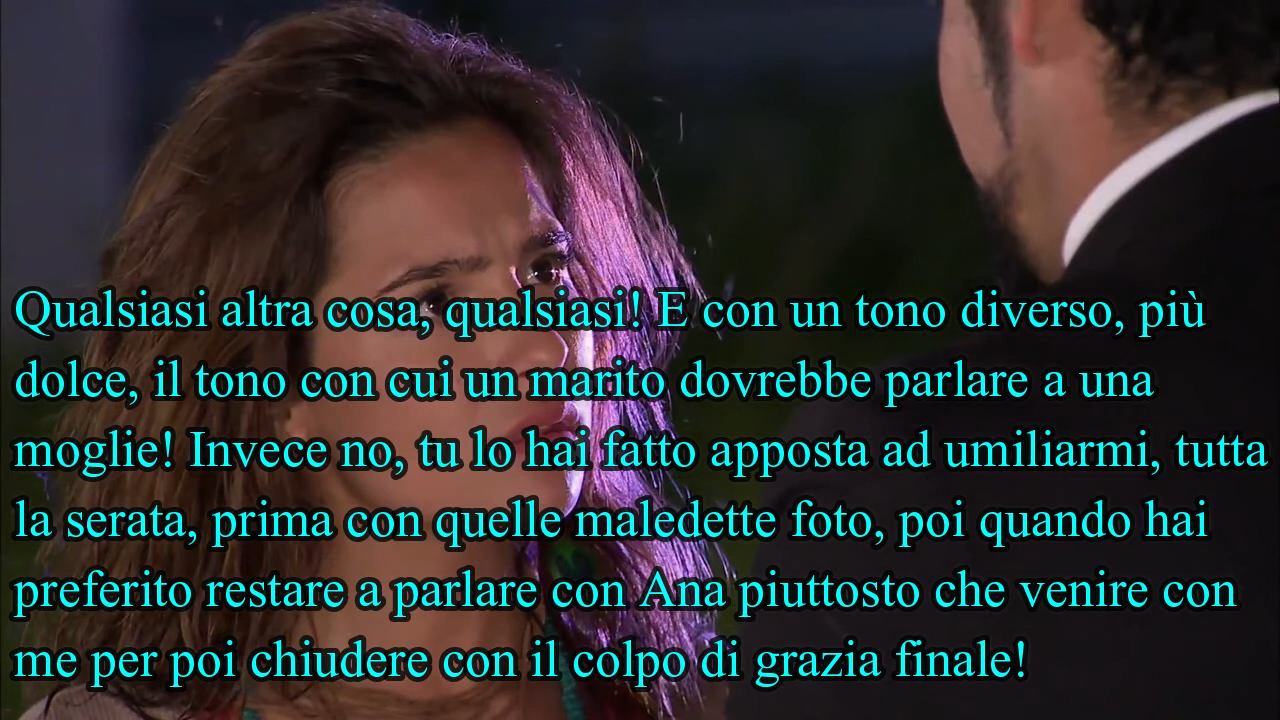 Qualsiasi altra cosa, qualsiasi! E con un tono diverso, più
dolce, il tono con cui un marito dovrebbe parlare a una
moglie! Invece no, tu lo hai fatto apposta ad umiliarmi, tutta
la serata, prima con quelle maledette foto, poi quando hai
preferito restare a parlare con Ana piuttosto che venire con
me per poi chiudere con il colpo di grazia finale!